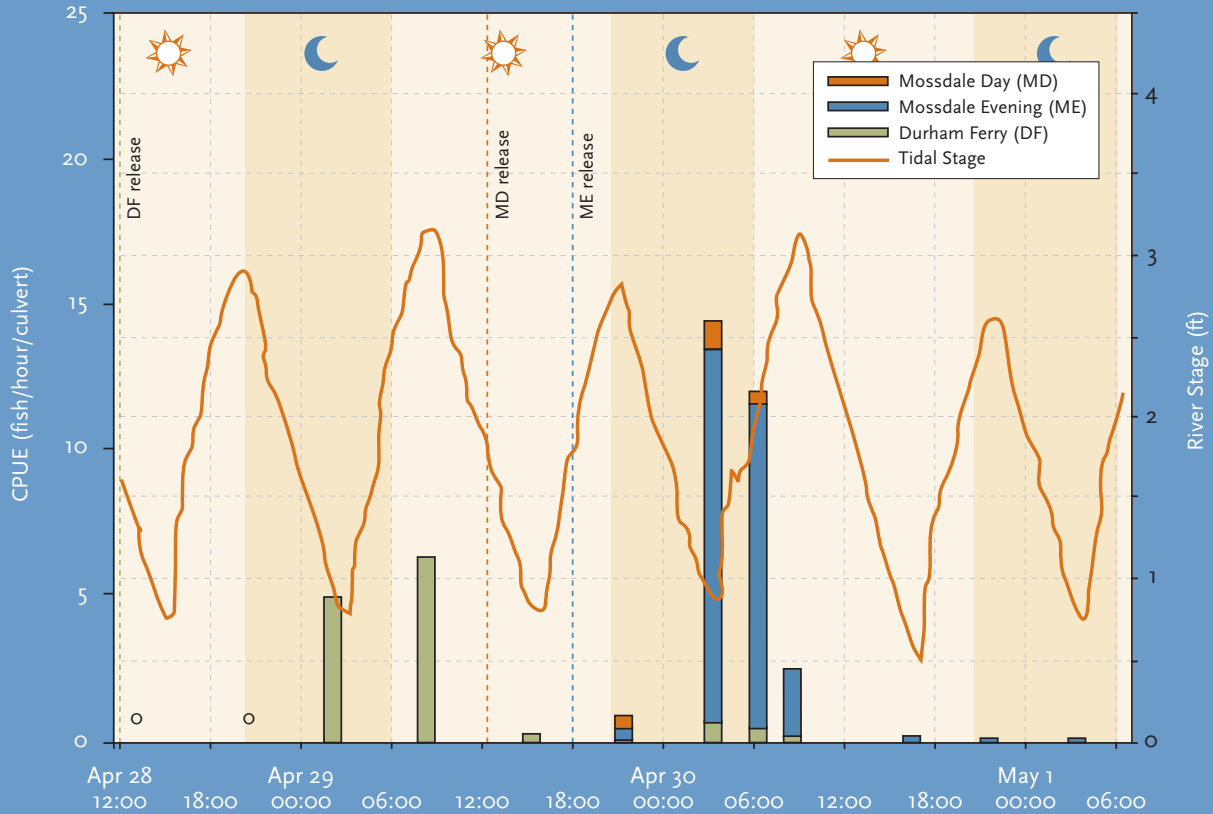 25
20
15
10
5
0
CPUE (fish/hour/culvert)
4
3
2
1
0
River Stage (ft)
DF release
MD release
ME release
Mossdale Day (MD)
Mossdale Evening (ME)
Durham Ferry (DF)
Tidal Stage
0
0
Apr 28 Apr 29 Apr 30 May 1
12:00 18:00 00:00 06:00 12:00 18:00 00:00 06:00 12:00 18:00 00:00 06:00